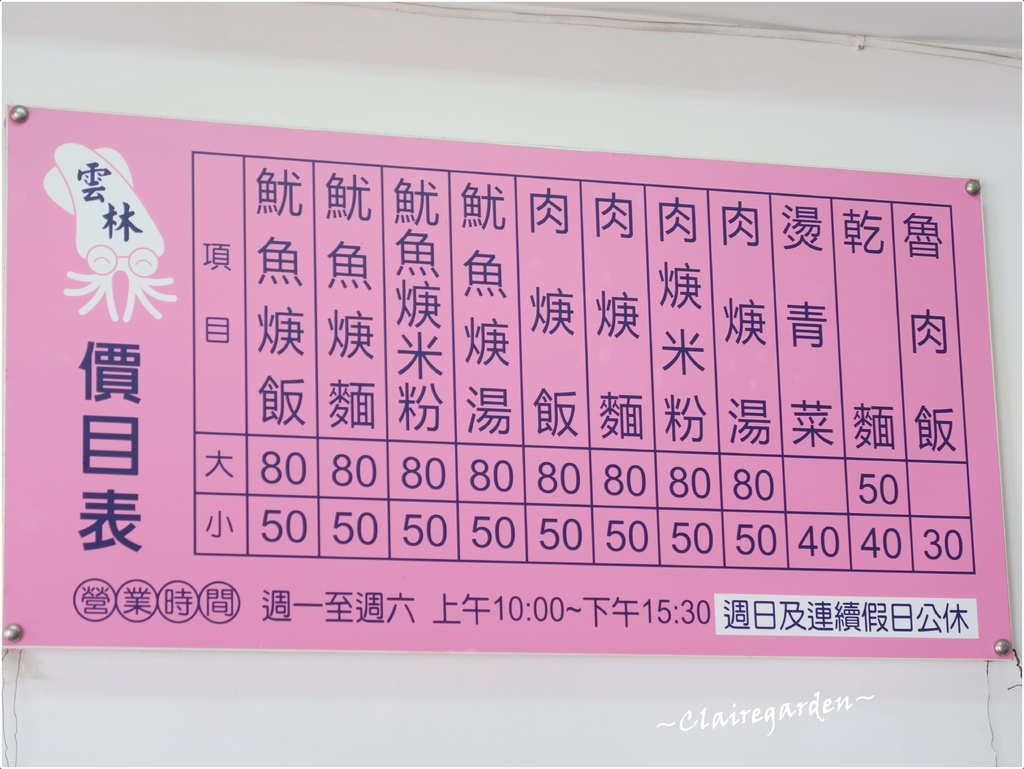 雲林
價目表
項目 魷魚焿飯 魷魚焿麵 魷魚焿米粉 魷魚焿湯 肉焿飯 肉焿麵 肉焿米粉 肉焿湯 燙青菜 乾麵 魯肉飯
大 80 80 80 80 80 80 80 80 50
小 50 50 50 50 50 50 50 50 40 40 30
營業時間 週一至週六 上午10:00~下午15:30 週日及連續假日公休
~Clairegarden~